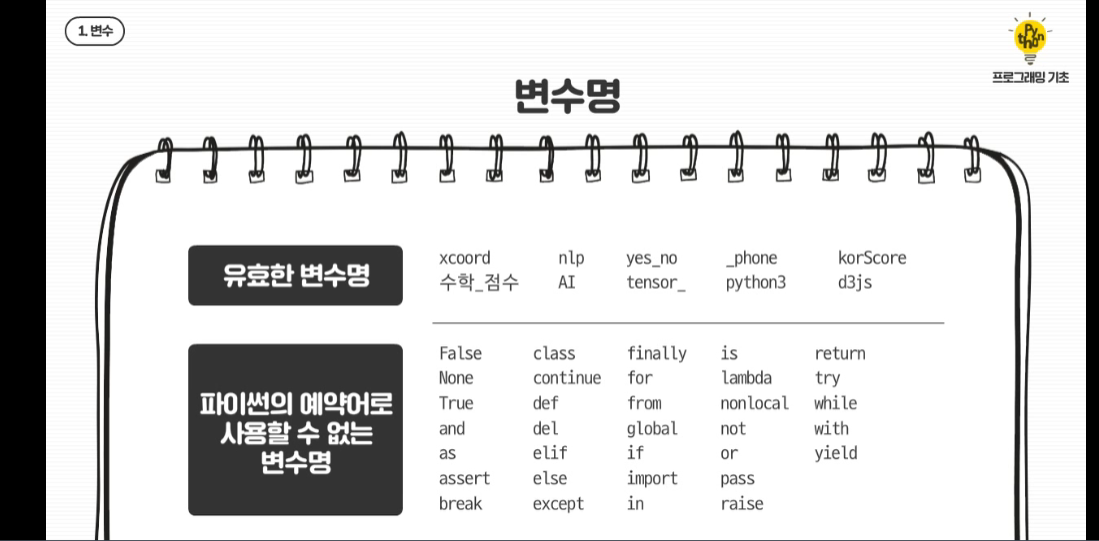 1. 변수
Python
프로그래밍 기초
변수명
유효한 변수명
xcoord nlp yes_no _phone korScore
수학_점수 AI tensor_ python3 d3js
파이썬의 예약어로
사용할 수 없는
변수명
False class finally is return
None continue for lambda try
True def from nonlocal while
and del global not with
as elif if or yield
assert else import pass
break except in raise